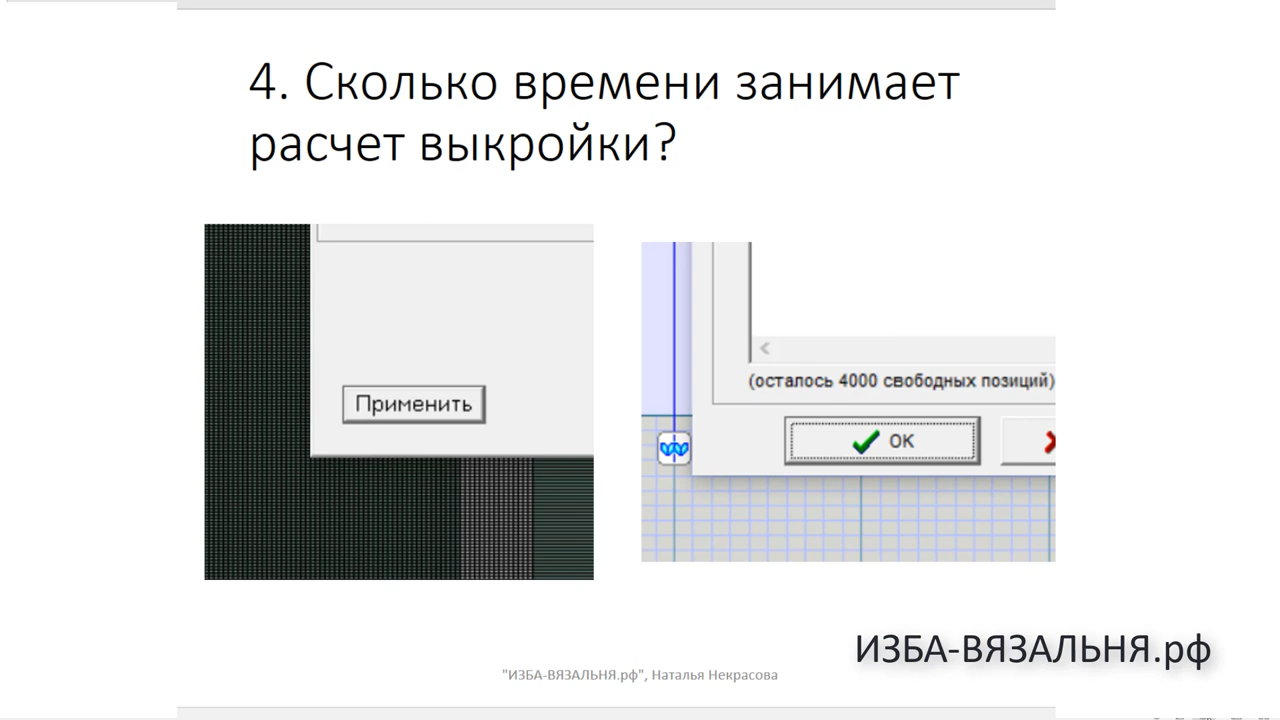 4. Сколько времени занимает
расчет выкройки?
Применить
(осталось 4000 свободных позиций)
OK
ИЗБА-ВЯЗАЛЬНЯ.рф
"ИЗБА-ВЯЗАЛЬНЯ.рф", Наталья Некрасова